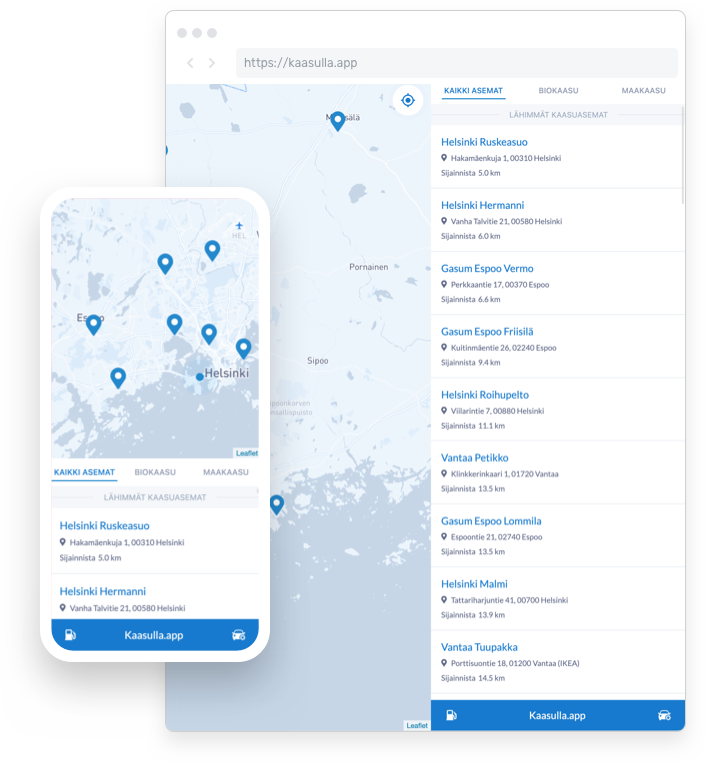 https://kaasulla.app
KAIKKI ASEMAT
BIOKAASU
MAAKAASU
LÄHIMMÄT KAASUASEMAT
Helsinki Ruskeasuo
Hakamäenkuja 1, 00310 Helsinki
Sijainnista 5.0 km
Helsinki Hermanni
Vanha Talvitie 21, 00580 Helsinki
Sijainnista 6.0 km
Gasum Espoo Vermo
Perkkaantie 17, 00370 Espoo
Sijainnista 6.6 km
Gasum Espoo Friisilä
Kuitinmäentie 26, 02240 Espoo
Sijainnista 9.4 km
Helsinki Roihupelto
Viilarintie 7, 00880 Helsinki
Sijainnista 11.1 km
Vantaa Petikko
Klinkkerinkaari 1, 01720 Vantaa
Sijainnista 13.5 km
Gasum Espoo Lommila
Espoontie 21, 02740 Espoo
Sijainnista 13.5 km
Helsinki Malmi
Tattariharjuntie 41, 00700 Helsinki
Sijainnista 13.9 km
Vantaa Tuupakka
Porttisuontie 18, 01200 Vantaa (IKEA)
Sijainnista 14.5 km
Kaasulla.app
Pornainen
Sipoo
Leaflet
HEL
Helsinki
Leaflet
KAIKKI ASEMAT
BIOKAASU
MAAKAASU
LÄHIMMÄT KAASUASEMAT
Helsinki Ruskeasuo
Hakamäenkuja 1, 00310 Helsinki
Sijainnista 5.0 km
Helsinki Hermanni
Vanha Talvitie 21, 00580 Helsinki
Kaasulla.app